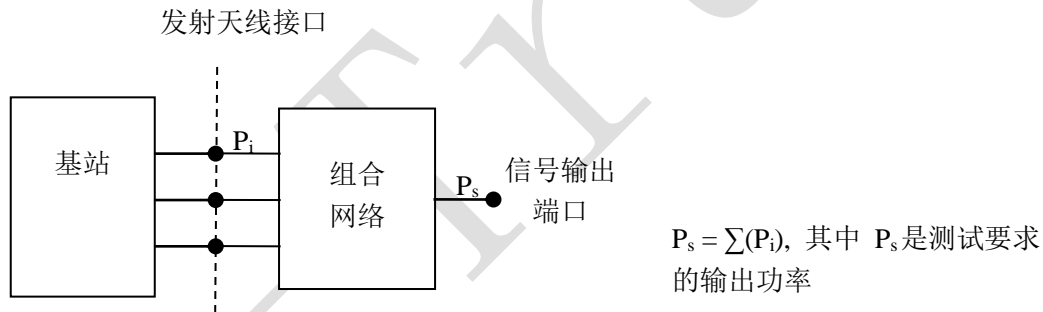 发射天线接口
基站
Pi
组合
网络
Ps
信号输出
端口
Ps = ∑(Pi), 其中 Ps是测试要求
的输出功率